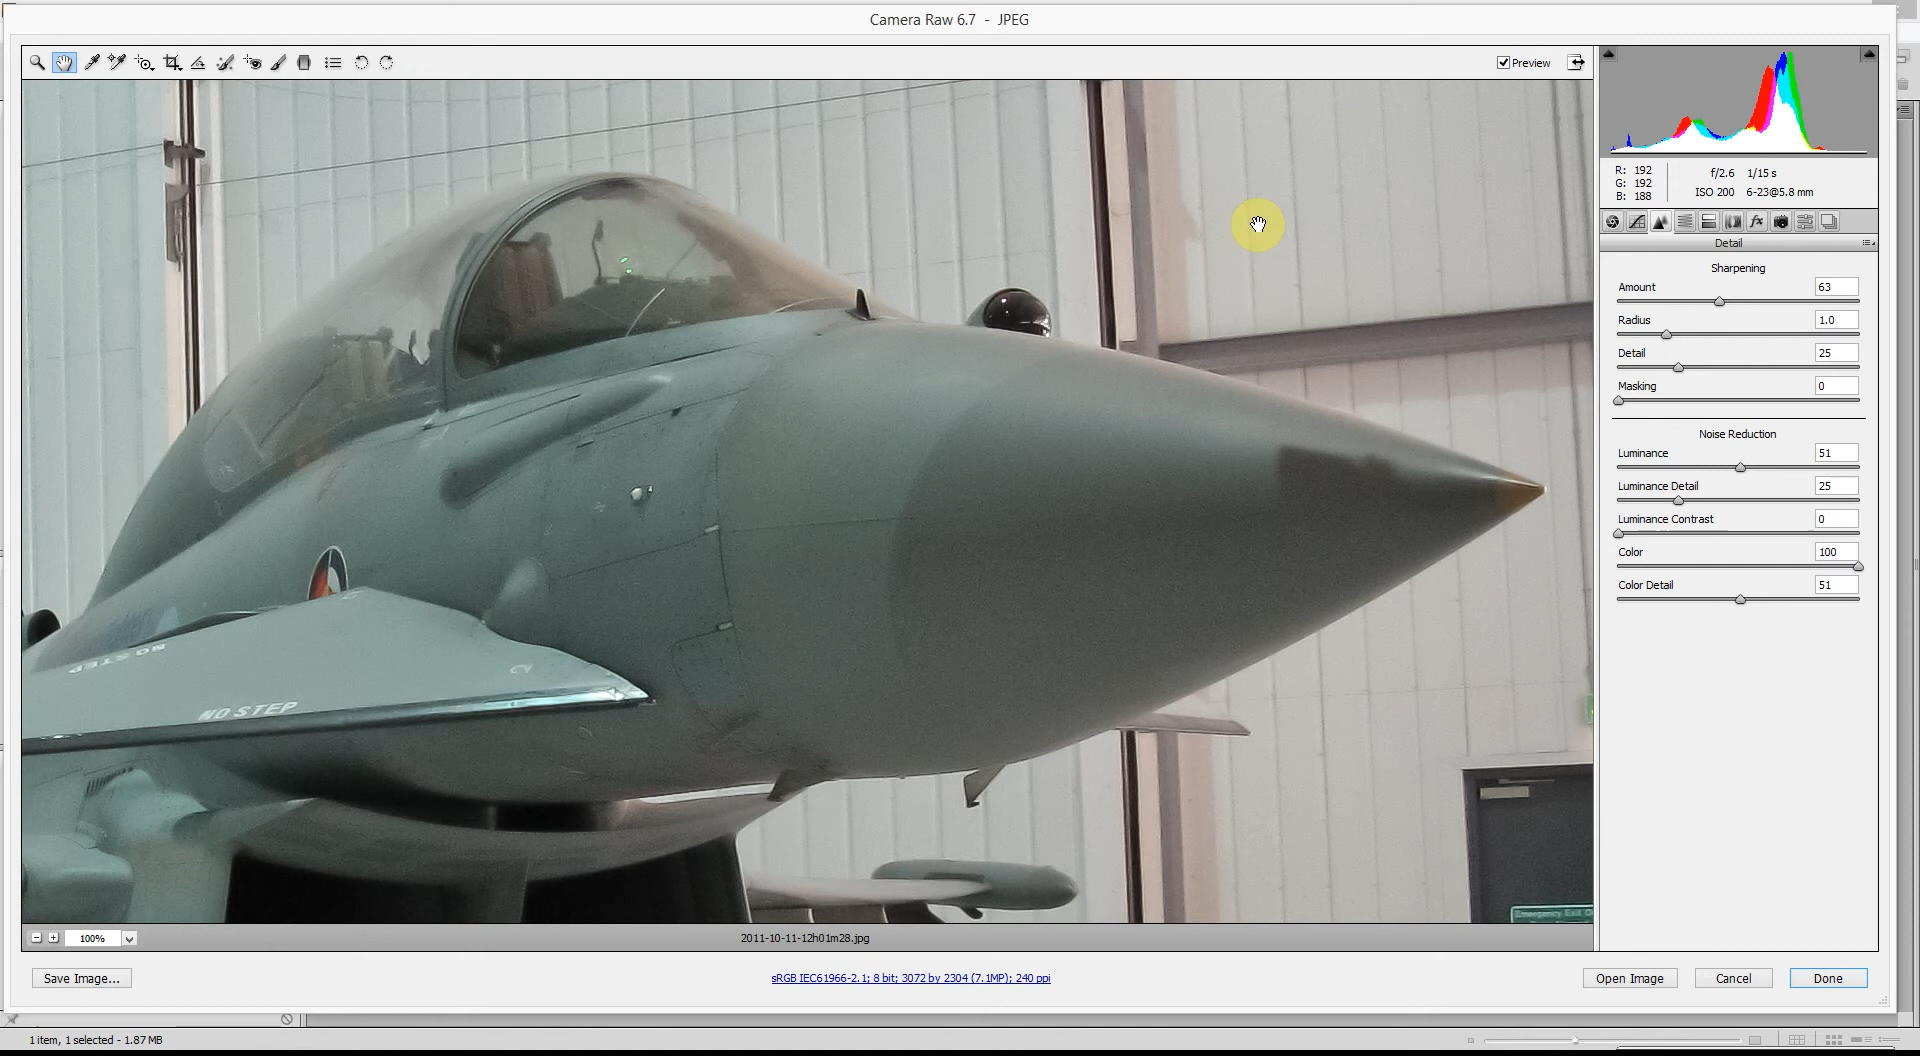 Camera Raw 6.7 - JPEG
Preview
R: 192
G: 192
B: 188
f/2.6 1/15 s
ISO 200 6-23@5.8 mm
Detail
Sharpening
Amount 63
Radius 1.0
Detail 25
Masking 0
Noise Reduction
Luminance 51
Luminance Detail 25
Luminance Contrast 0
Color 100
Color Detail 51
NO STEP
NO STEP
Emergency Exit
100%
2011-10-11-12h01m28.jpg
Save Image...
sRGB IEC61966-2.1; 8 bit; 3072 by 2304 (7.1MP); 240 ppi
Open Image
Cancel
Done
1 item, 1 selected - 1.87 MB